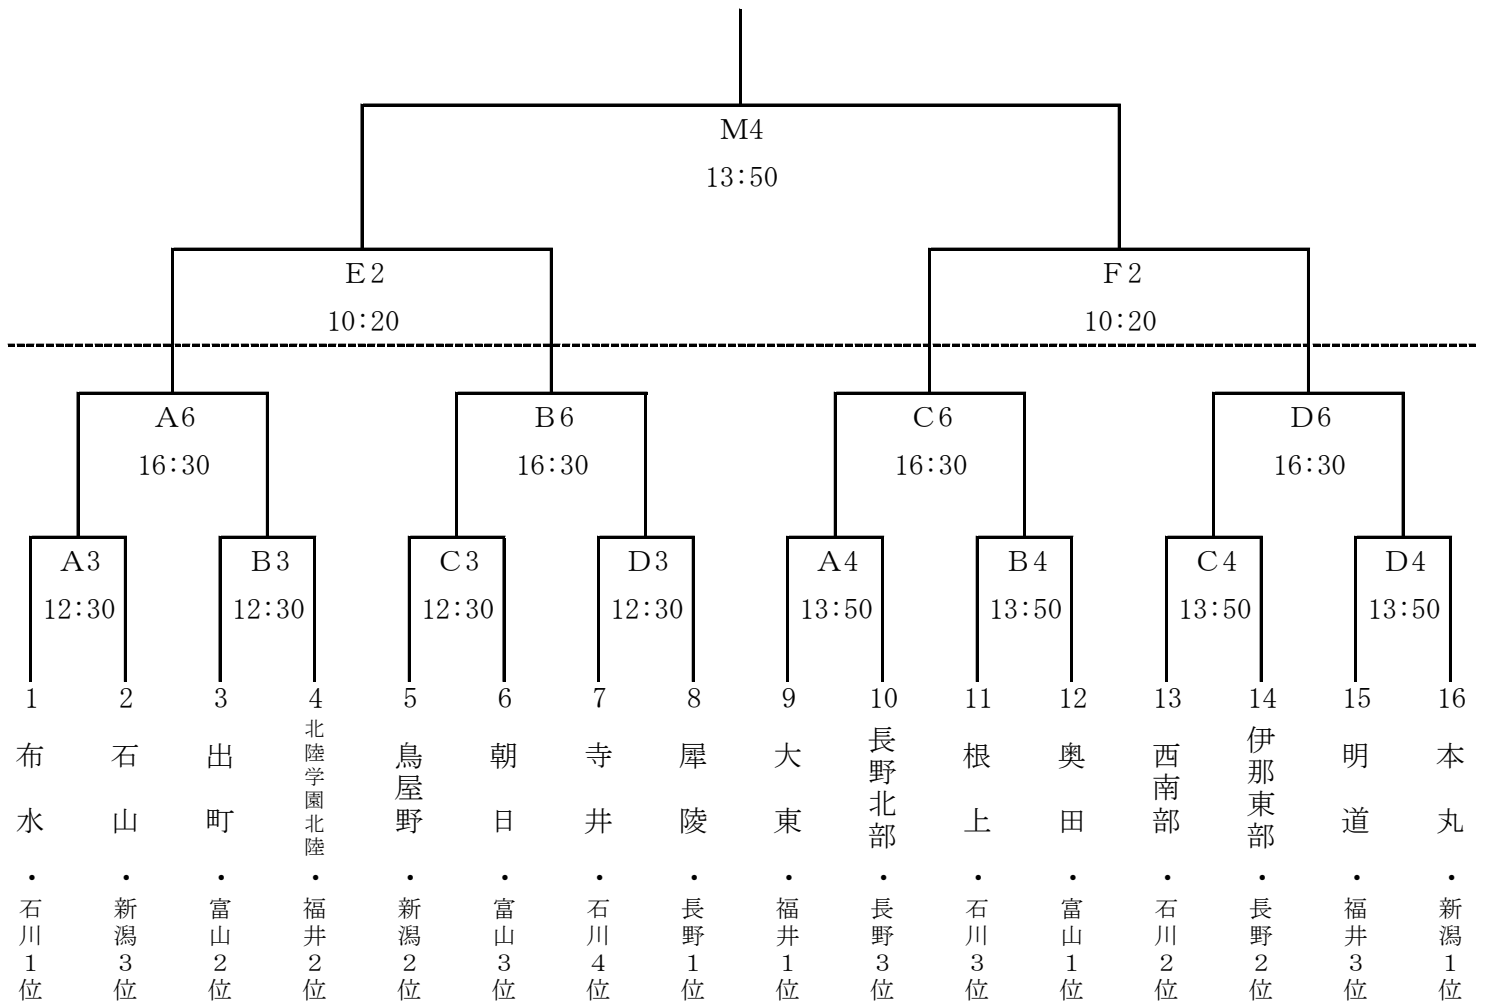 M4
13:50
E2
F2
10:20
10:20
A6
B6
C6
D6
16:30
16:30
16:30
16:30
A3
B3
C3
D3
A4
B4
C4
D4
12:30
12:30
12:30
12:30
13:50
13:50
13:50
13:50
1
2
3
4
5
6
7
8
9
10
11
12
13
14
15
16
布水・石川1位
石山・新潟3位
出町・富山2位
北陸学園北陸・福井2位
鳥屋野・新潟2位
朝日・富山3位
寺井・石川4位
犀陵・長野1位
大東・福井1位
長野北部・長野3位
根上・石川3位
奥田・富山1位
西南部・石川2位
伊那東部・長野2位
明道・福井3位
本丸・新潟1位